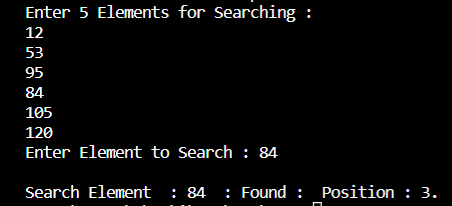 Enter 5 Elements for Searching :
12
53
95
84
105
120
Enter Element to Search : 84
Search Element  : 84  : Found :  Position : 3.